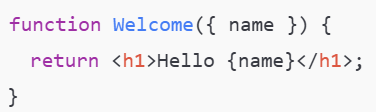 function Welcome({ name }) {
  return <h1>Hello {name}</h1>;
}